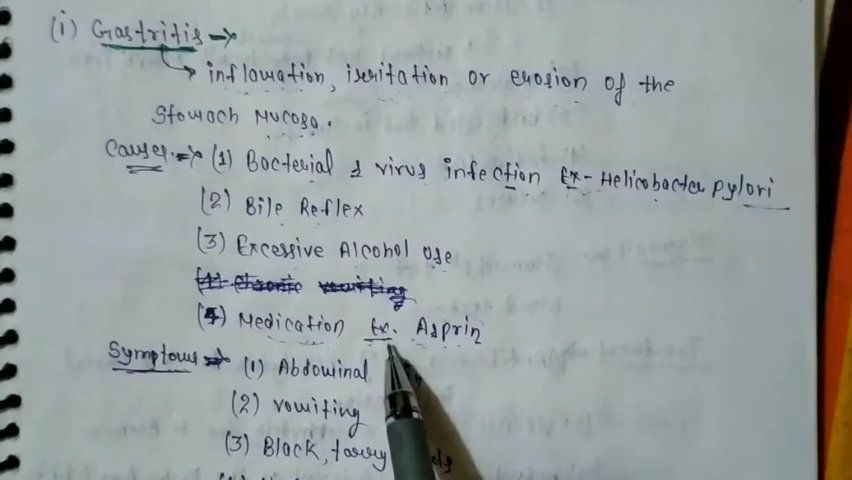 (i) Gastritis →
→ inflamation, irritation or erosion of the
Stomach Mucosa.
Causes ⇒ (1) Bacterial & virus infection Ex- Helicobacter pylori
(2) Bile Reflex
(3) Excessive Alcohol ose
(4) Medication Ex. Asprin
Symptoms ⇒ (1) Abdominal
(2) vomiting
(3) Black, tarry